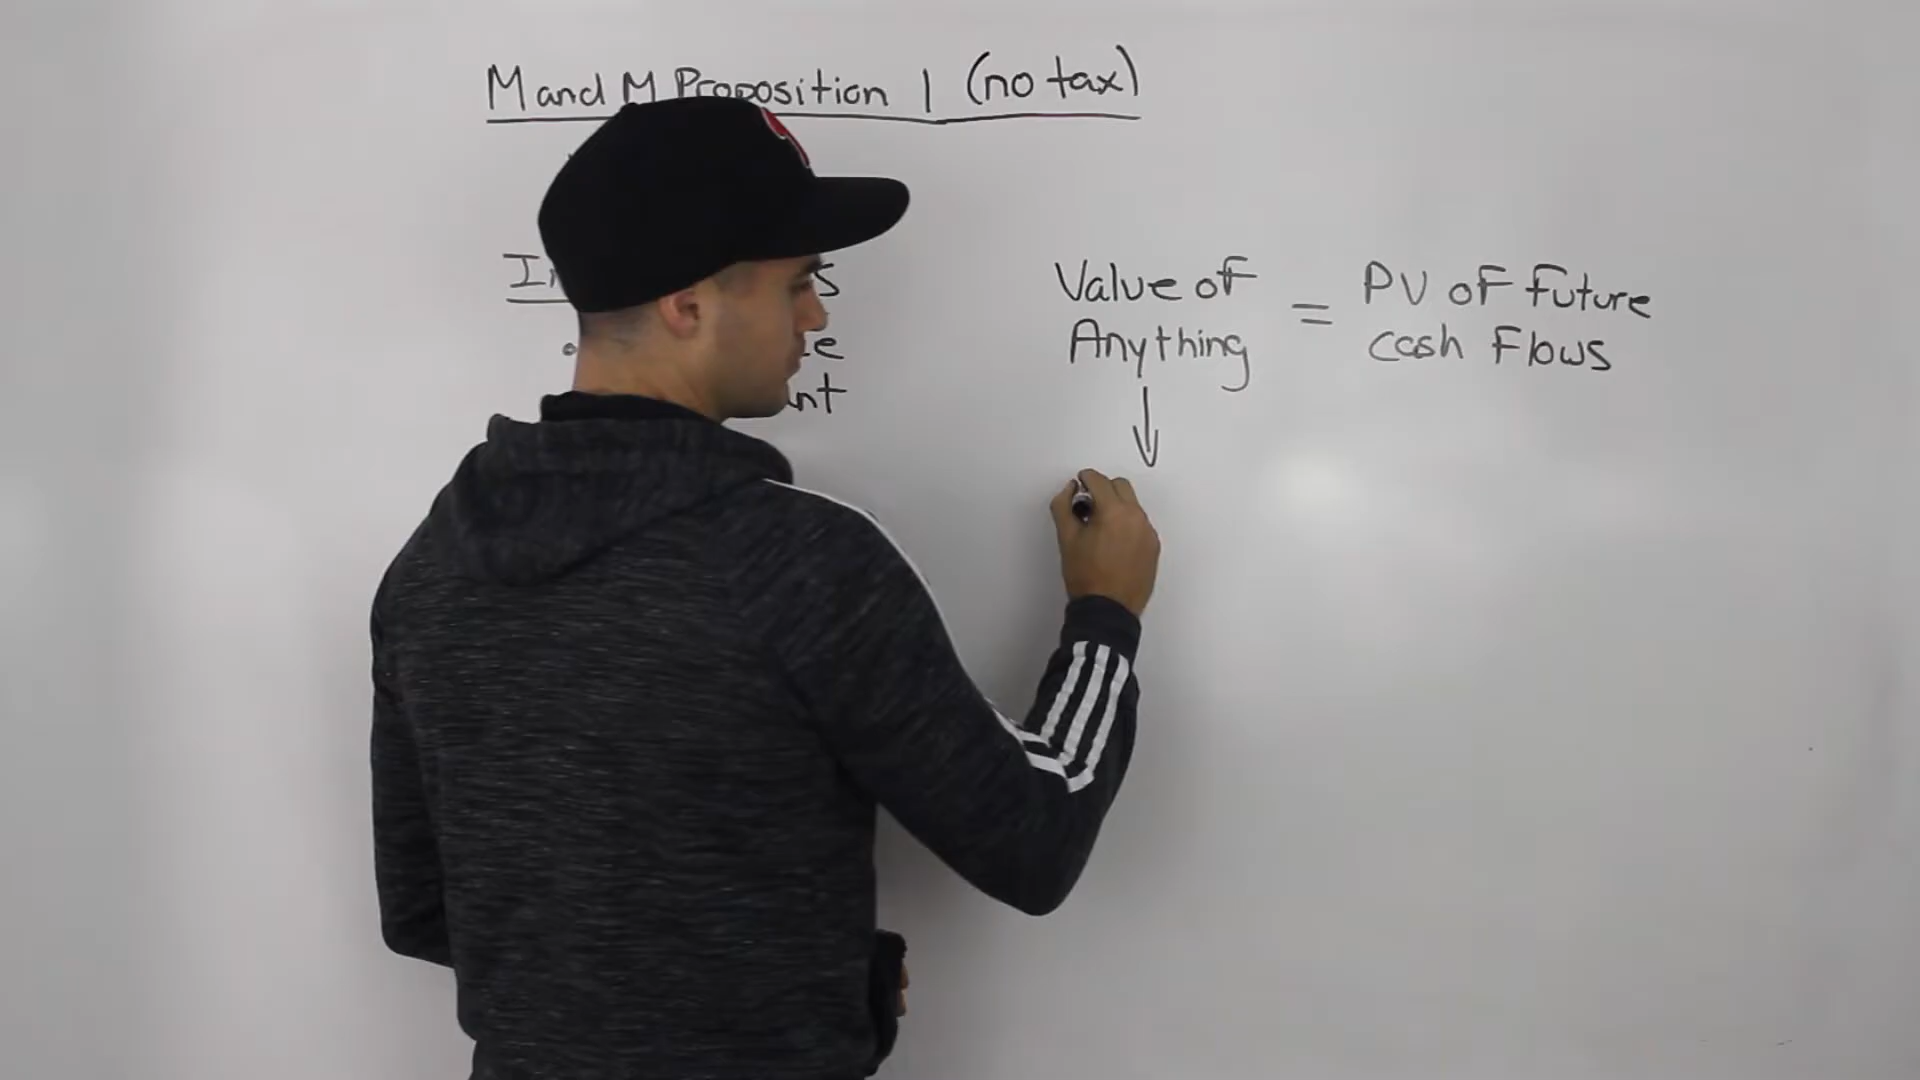 M and M Proposition 1 (no tax)
Value of
Anything
= PV of future
cash flows